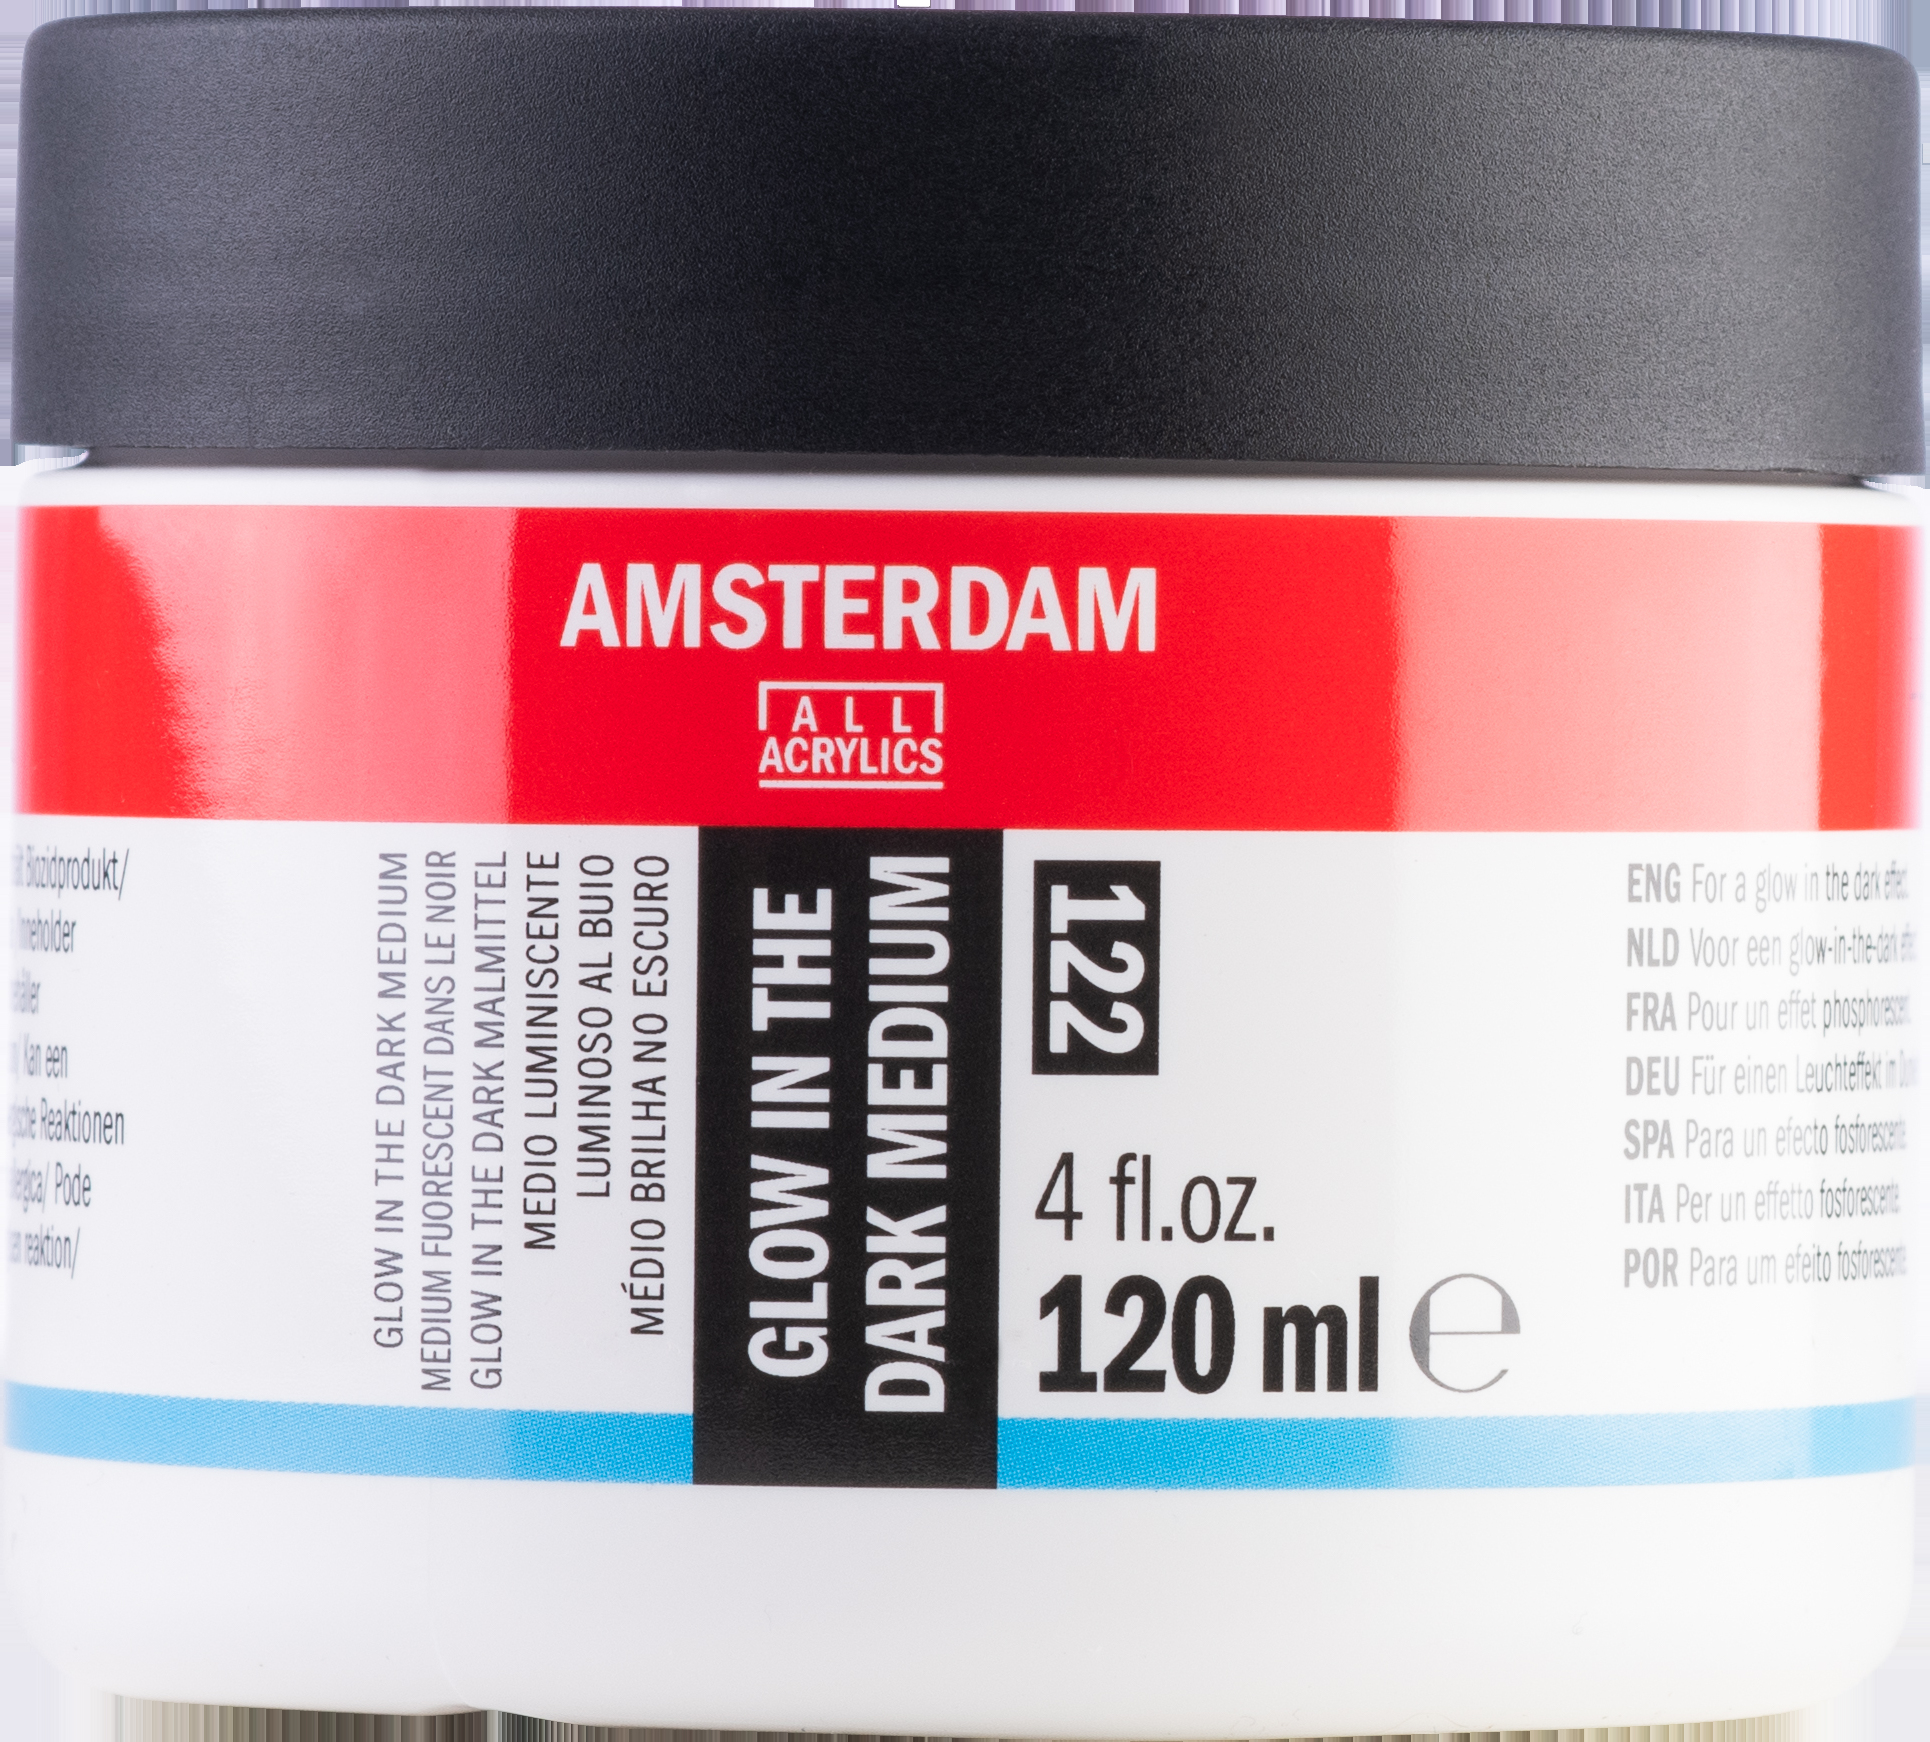 AMSTERDAM
ALL
ACRYLICS
Biozidprodukt/
Inneholder
Kan een
Reaktionen
Pode
reaktion/
GLOW IN THE DARK MEDIUM
MEDIUM FUORESCENT DANS LE NOIR
GLOW IN THE DARK MALMITTEL
MEDIO LUMINISCENTE
LUMINOSO AL BUIO
MÉDIO BRILHA NO ESCURO
GLOW IN THE
DARK MEDIUM
122
4 fl.oz.
120 ml e
ENG For a glow in the dark effect.
NLD Voor een glow-in-the-dark
FRA Pour un effet phosphorescent.
DEU Für einen Leuchteffekt im
SPA Para un efecto fosforescente.
ITA Per un effetto fosforescente.
POR Para um efeito fosforescente.